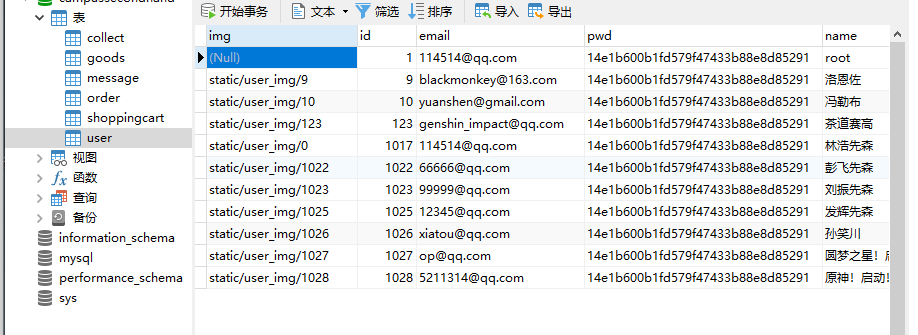 campussecondhand
表
collect
goods
message
order
shoppingcart
user
视图
函数
查询
备份
information_schema
mysql
performance_schema
sys
开始事务 文本 筛选 排序 导入 导出
img id email pwd name
(Null) 1 114514@qq.com 14e1b600b1fd579f47433b88e8d85291 root
static/user_img/9 9 blackmonkey@163.com 14e1b600b1fd579f47433b88e8d85291 洛恩佐
static/user_img/10 10 yuanshen@gmail.com 14e1b600b1fd579f47433b88e8d85291 冯勒布
static/user_img/123 123 genshin_impact@qq.com 14e1b600b1fd579f47433b88e8d85291 茶道赛高
static/user_img/0 1017 114514@qq.com 14e1b600b1fd579f47433b88e8d85291 林浩先森
static/user_img/1022 1022 66666@qq.com 14e1b600b1fd579f47433b88e8d85291 彭飞先森
static/user_img/1023 1023 99999@qq.com 14e1b600b1fd579f47433b88e8d85291 刘振先森
static/user_img/1025 1025 12345@qq.com 14e1b600b1fd579f47433b88e8d85291 发辉先森
static/user_img/1026 1026 xiatou@qq.com 14e1b600b1fd579f47433b88e8d85291 孙笑川
static/user_img/1027 1027 op@qq.com 14e1b600b1fd579f47433b88e8d85291 圆梦之星！
static/user_img/1028 1028 5211314@qq.com 14e1b600b1fd579f47433b88e8d85291 原神！启动！